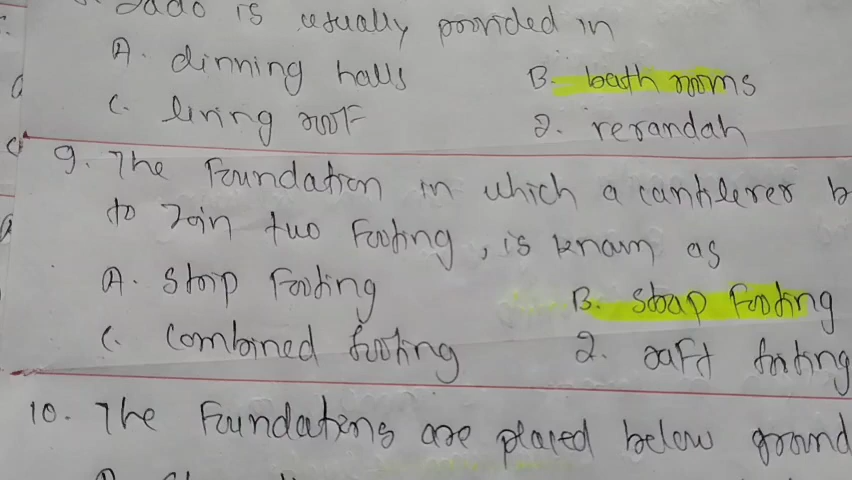 Dado is usually provided in
A. dinning halls B. bath rooms
C. living roof D. verandah
9. The Foundation in which a cantilever b
to Join two Footing, is known as
A. Strip Footing B. strap Footing
C. Combined footing D. raft footing
10. The Foundations are placed below ground